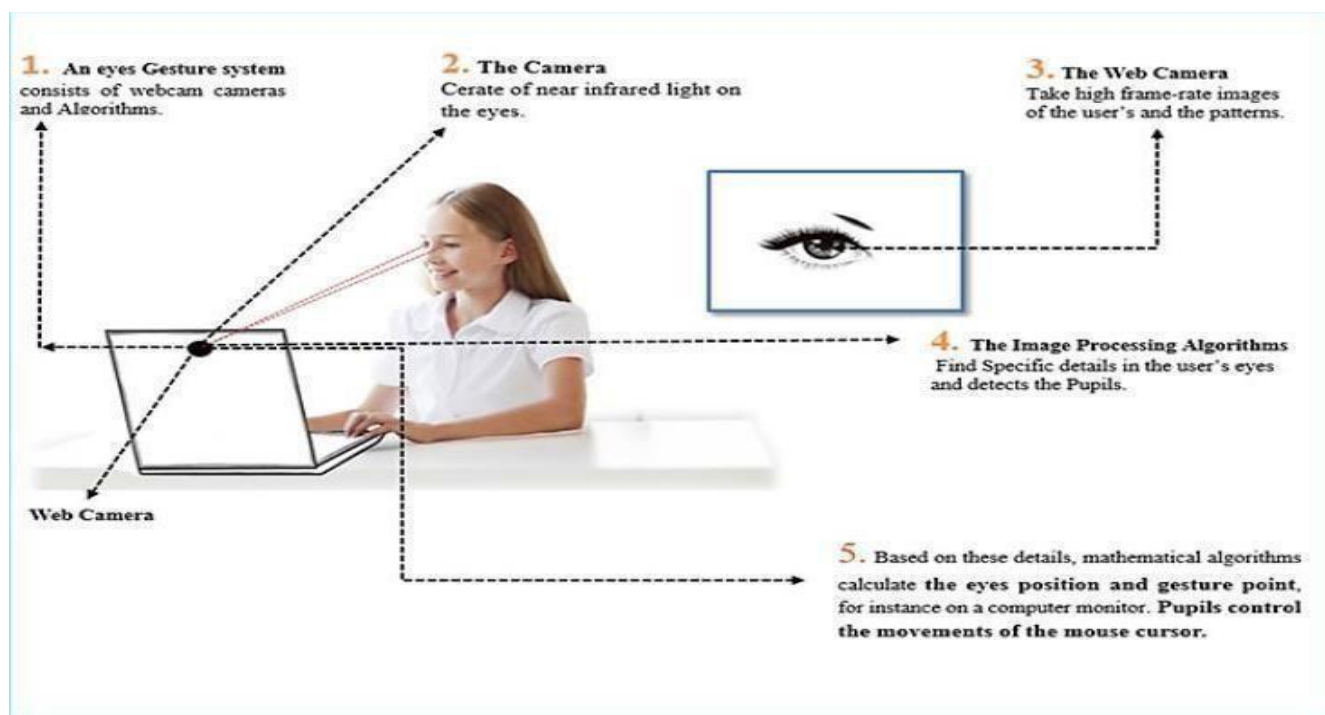 1. An eyes Gesture system
consists of webcam cameras
and Algorithms.
2. The Camera
Cerate of near infrared light on
the eyes.
3. The Web Camera
Take high frame-rate images
of the user's and the patterns.
4. The Image Processing Algorithms
Find Specific details in the user's eyes
and detects the Pupils.
Web Camera
5. Based on these details, mathematical algorithms
calculate the eyes position and gesture point,
for instance on a computer monitor. Pupils control
the movements of the mouse cursor.